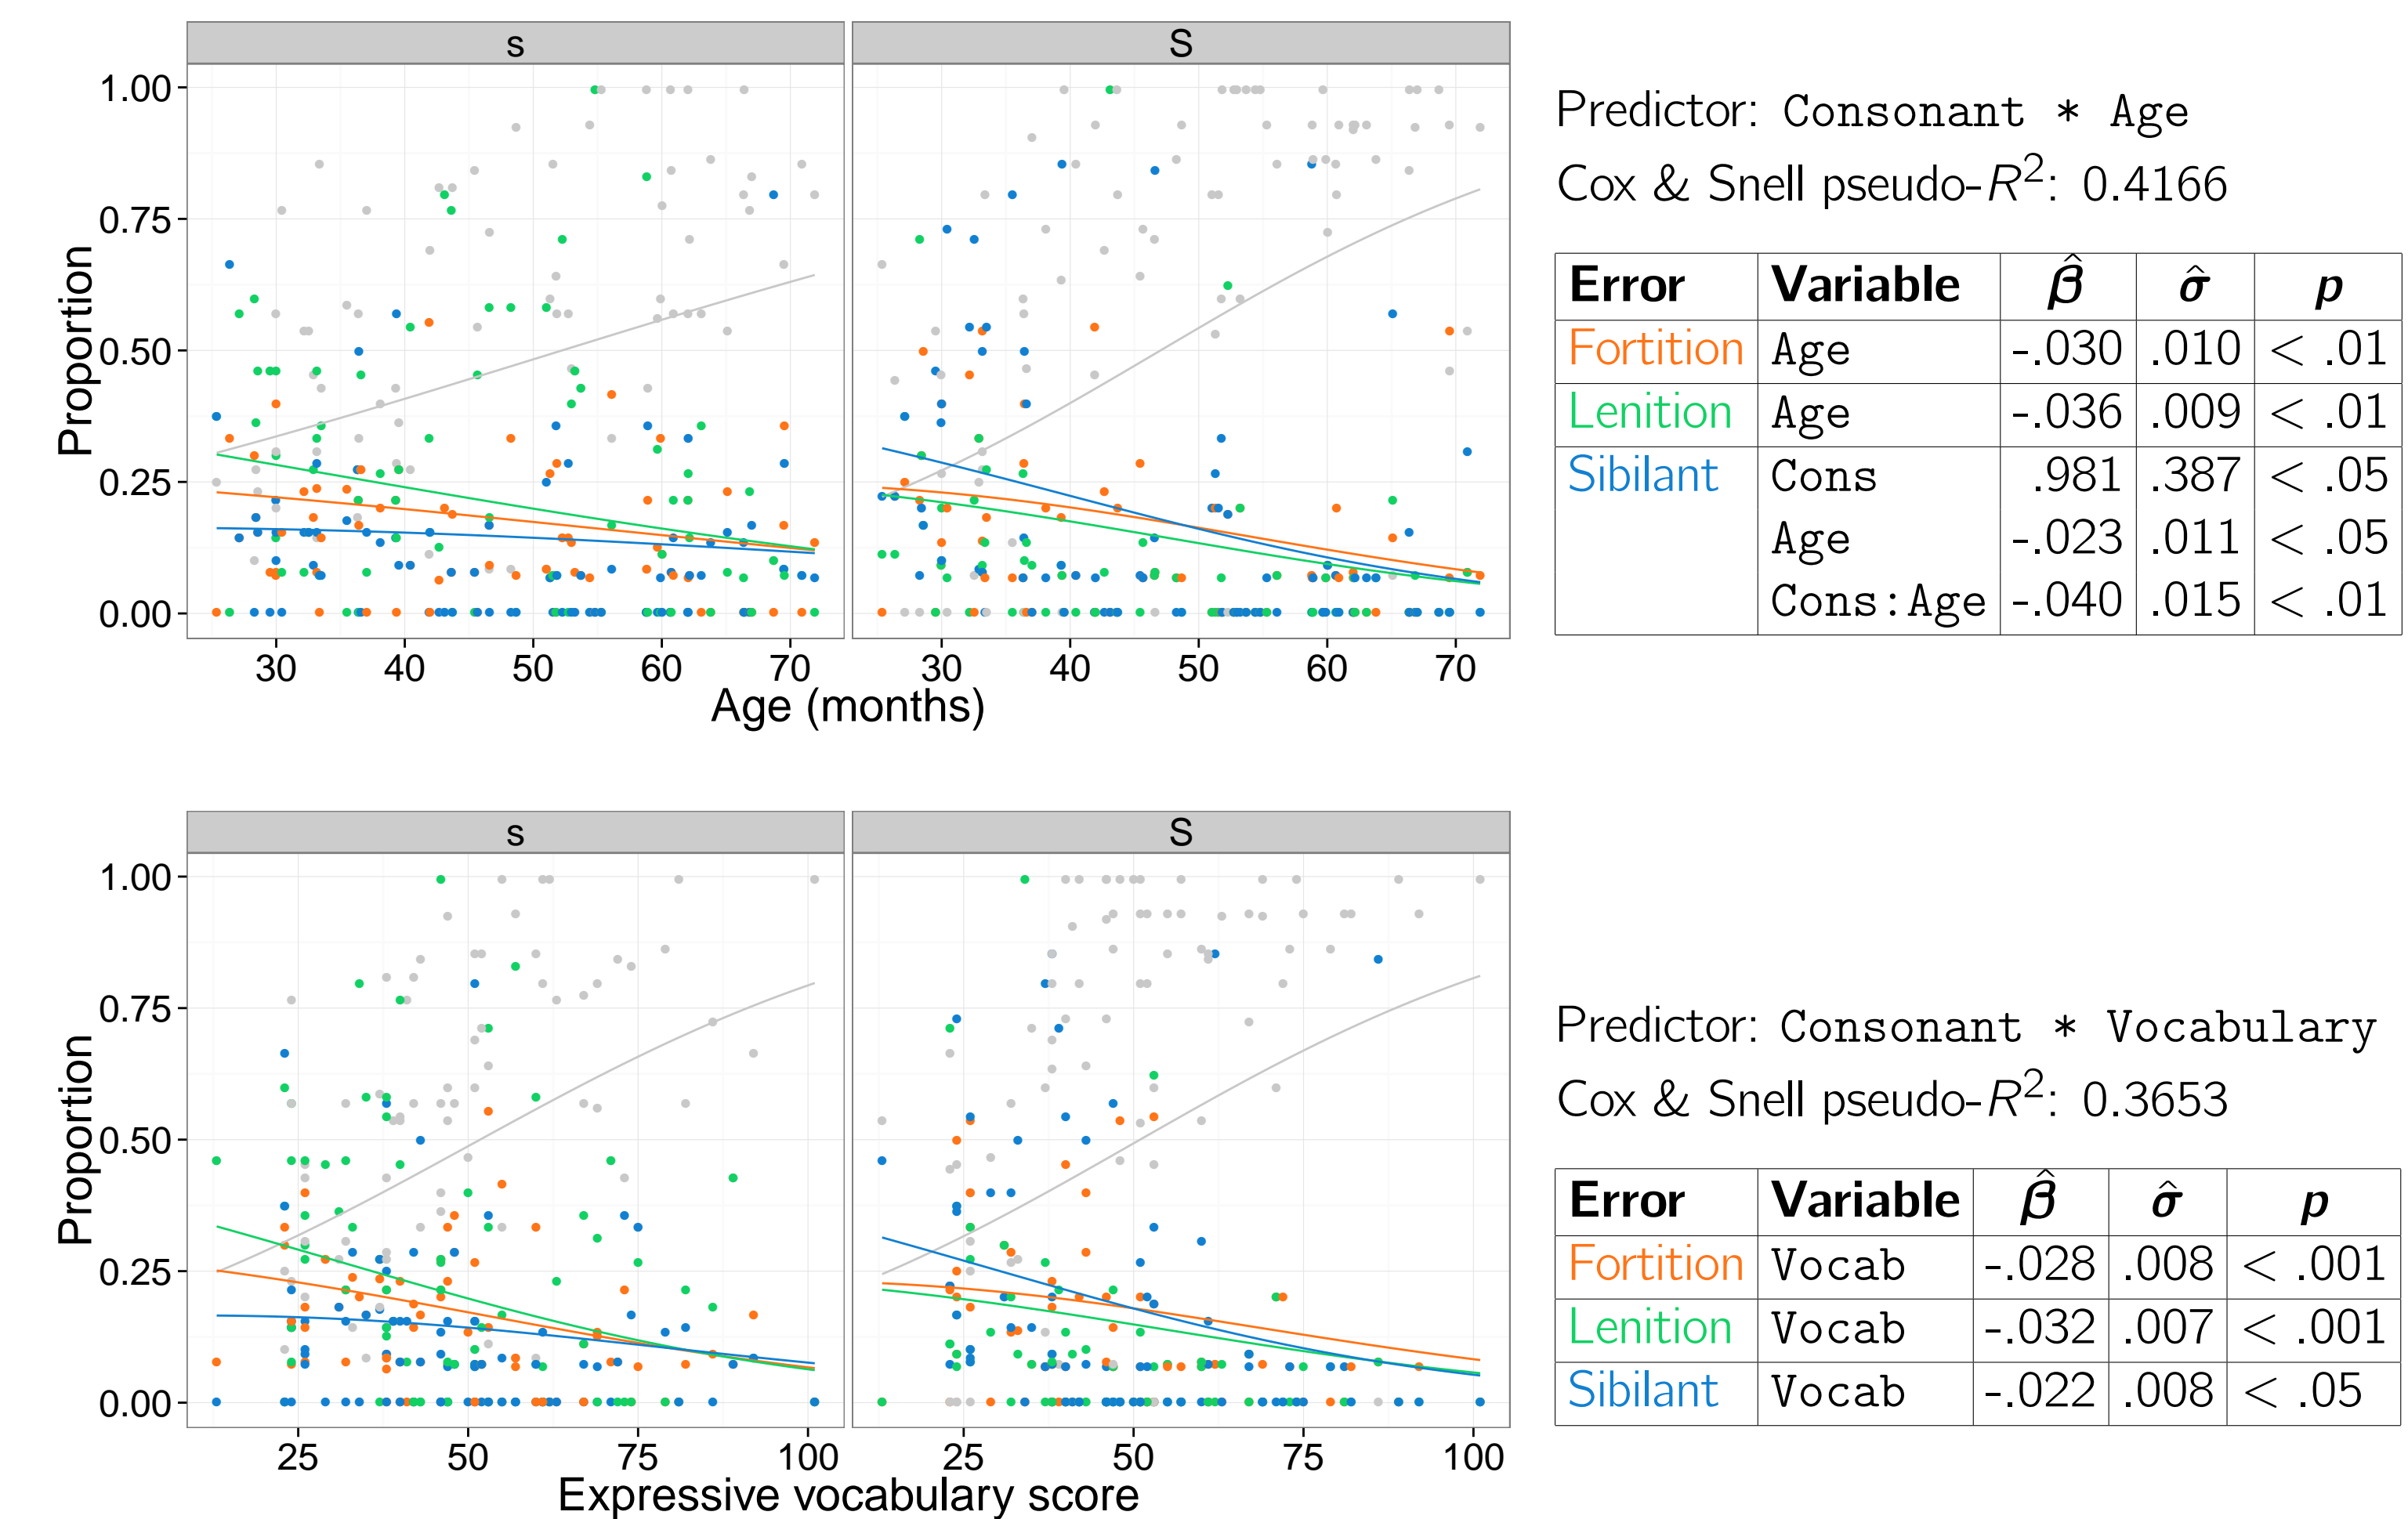 s S
1.00
0.75
0.50
0.25
0.00
Proportion
30 40 50 60 70 30 40 50 60 70
Age (months)
Predictor: Consonant * Age
Cox & Snell pseudo-R²: 0.4166
Error Variable β̂ σ̂ p
Fortition Age -.030 .010 < .01
Lenition Age -.036 .009 < .01
Sibilant Cons .981 .387 < .05
Age -.023 .011 < .05
Cons:Age -.040 .015 < .01
s S
1.00
0.75
0.50
0.25
0.00
Proportion
25 50 75 100 25 50 75 100
Expressive vocabulary score
Predictor: Consonant * Vocabulary
Cox & Snell pseudo-R²: 0.3653
Error Variable β̂ σ̂ p
Fortition Vocab -.028 .008 < .001
Lenition Vocab -.032 .007 < .001
Sibilant Vocab -.022 .008 < .05